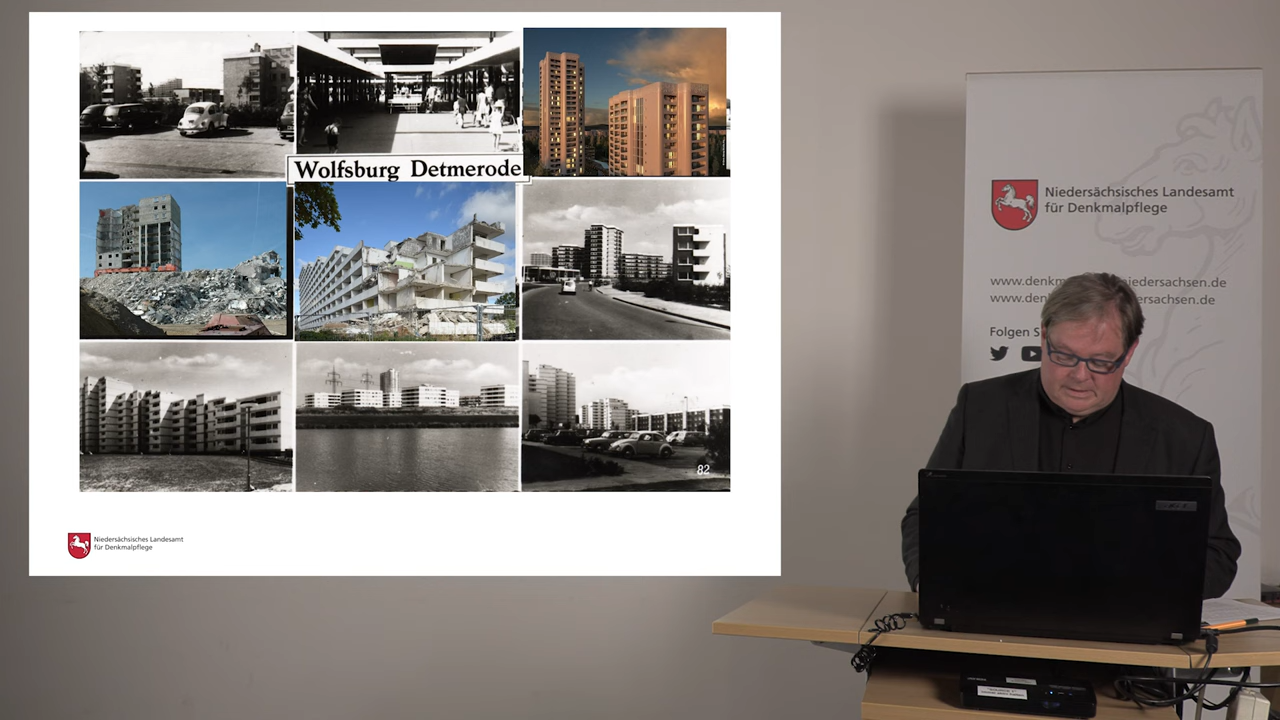 Wolfsburg Detmerode
82
Niedersächsisches Landesamt
für Denkmalpflege
Niedersächsisches Landesamt
für Denkmalpflege
www.denkm iedersachsen.de
www.den ersachsen.de
Folgen S